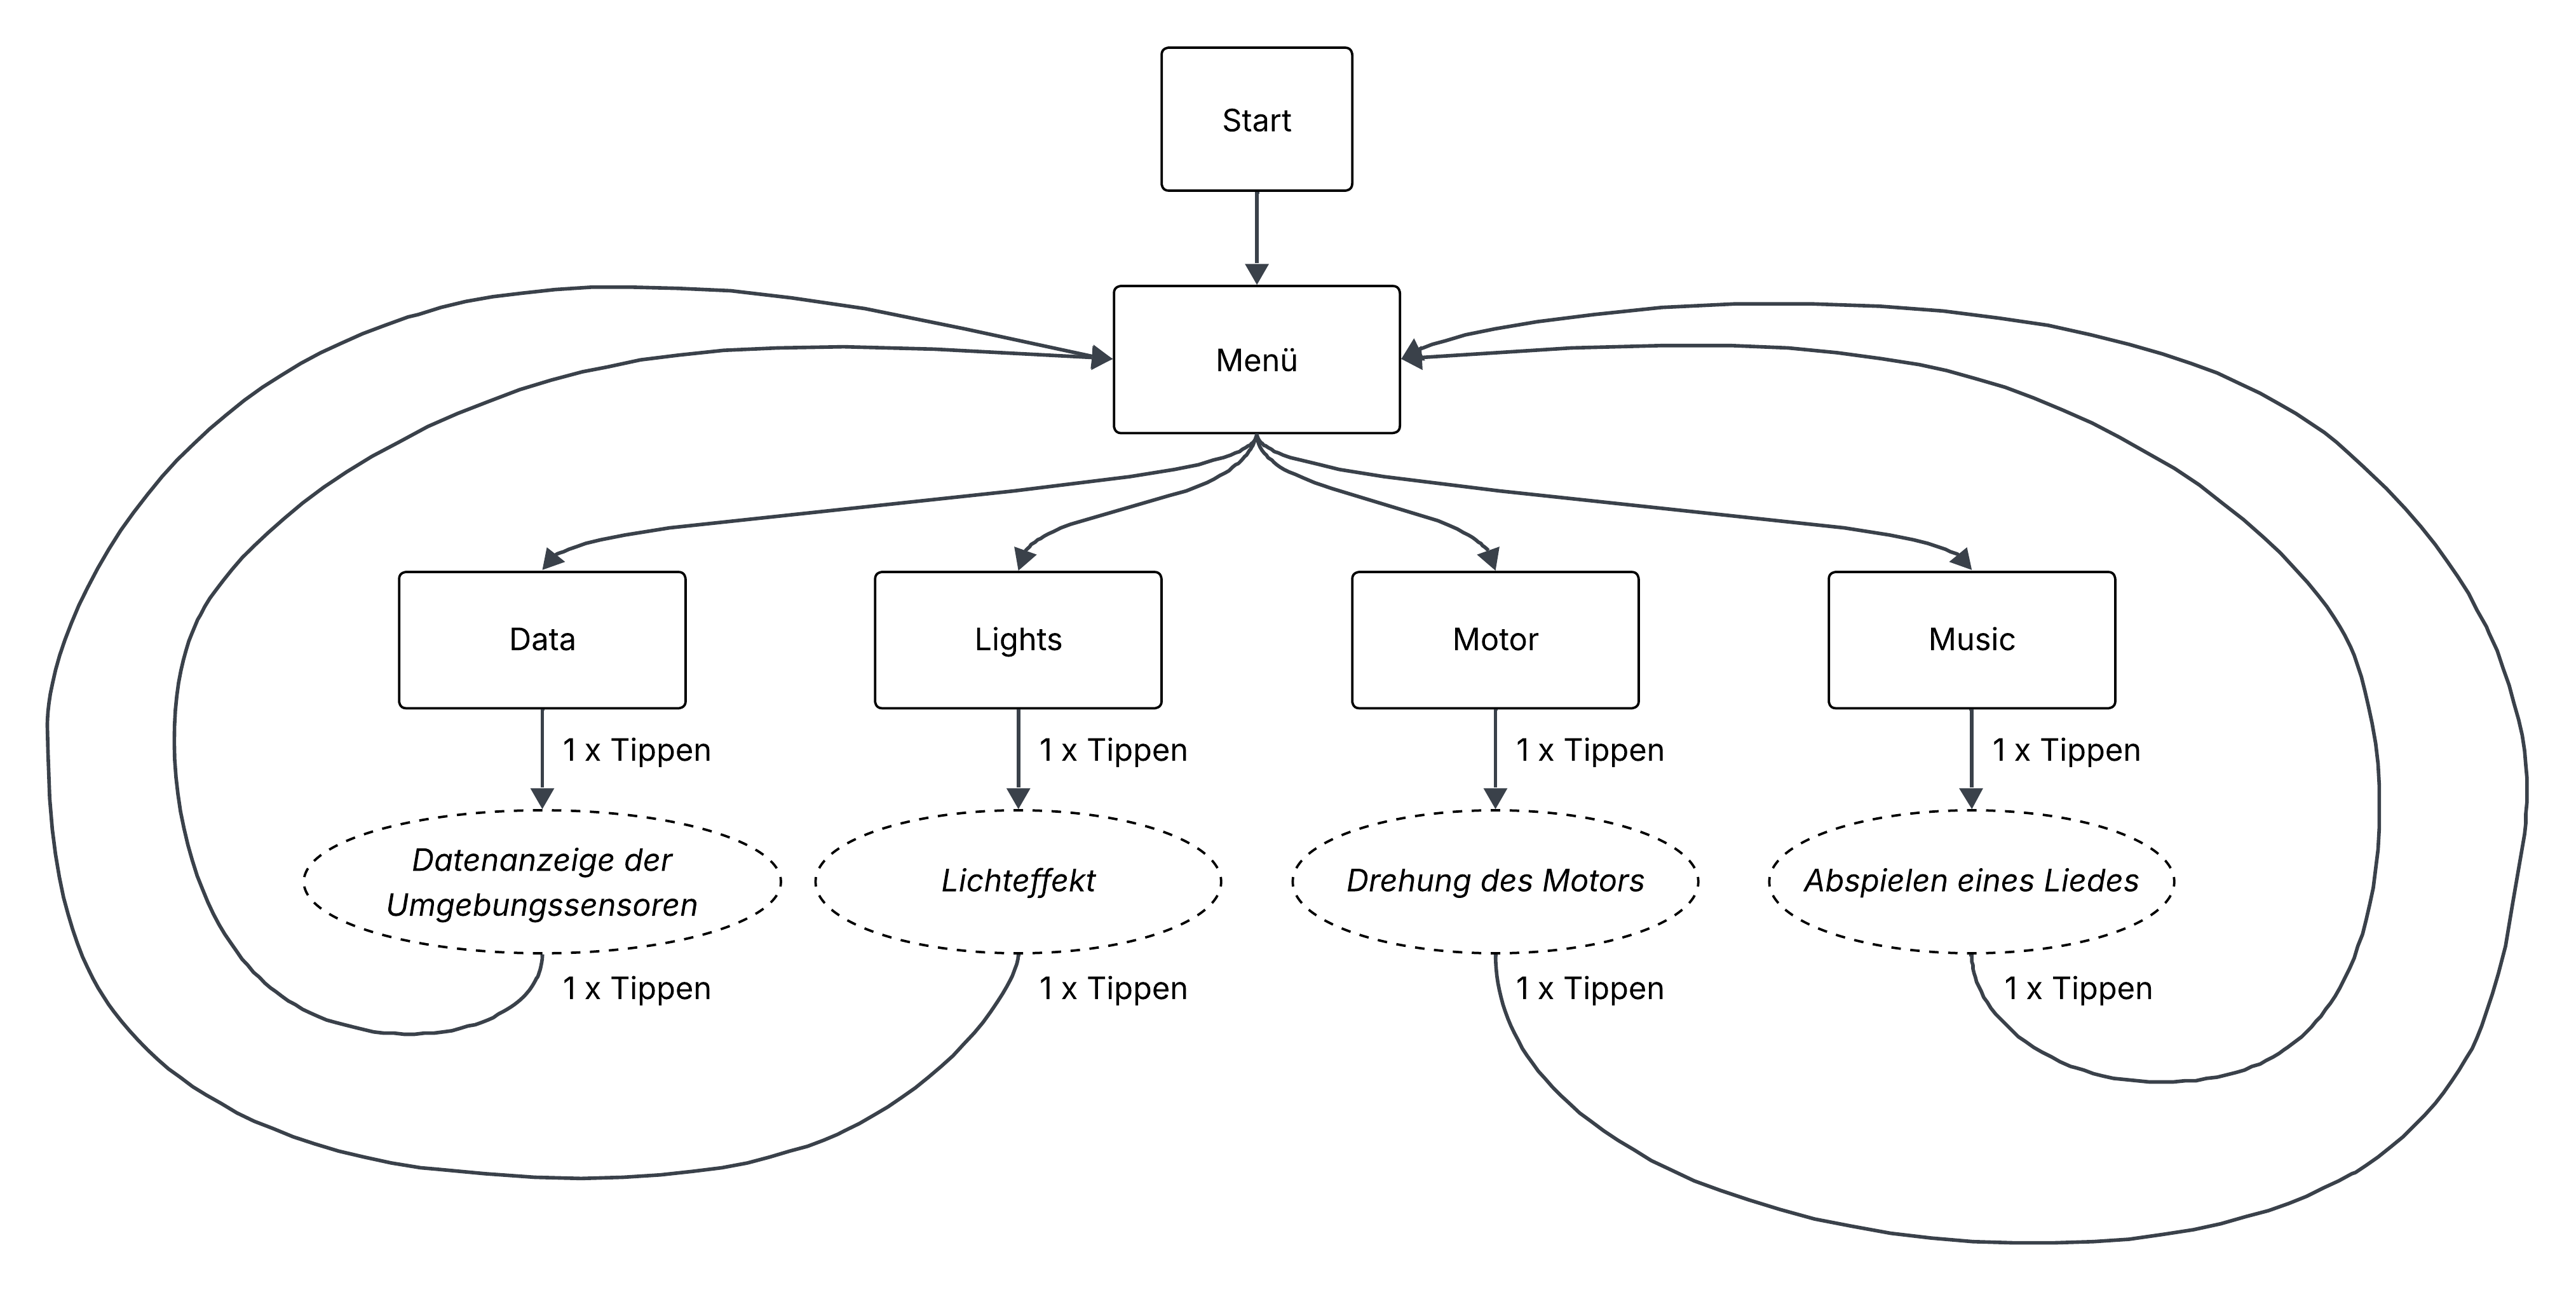 Start
Menü
Data
Lights
Motor
Music
1 x Tippen
1 x Tippen
1 x Tippen
1 x Tippen
Datenanzeige der
Umgebungssensoren
Lichteffekt
Drehung des Motors
Abspielen eines Liedes
1 x Tippen
1 x Tippen
1 x Tippen
1 x Tippen